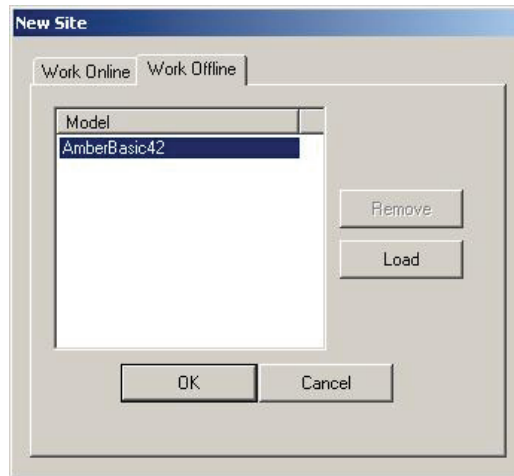 New Site
Work Online Work Offline
Model
AmberBasic42
Remove
Load
OK Cancel